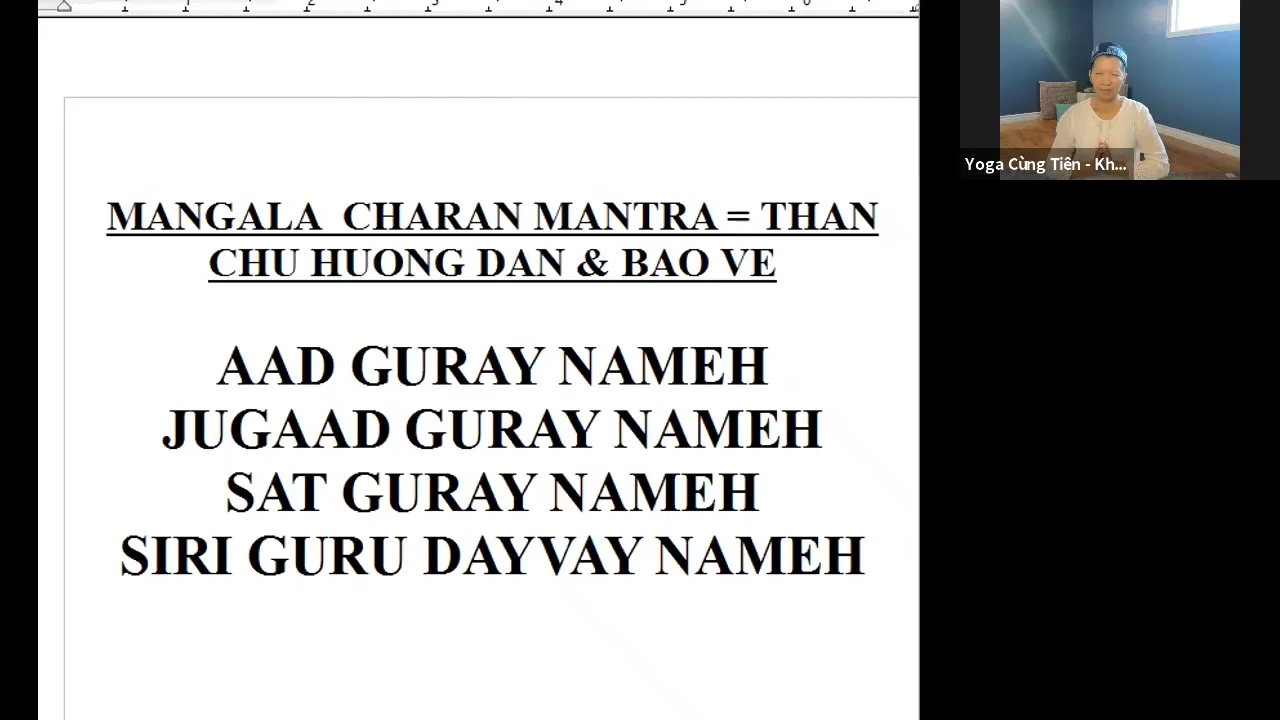 MANGALA CHARAN MANTRA = THAN
CHU HUONG DAN & BAO VE
AAD GURAY NAMEH
JUGAAD GURAY NAMEH
SAT GURAY NAMEH
SIRI GURU DAYVAY NAMEH
Yoga Cùng Tiên - Kh...